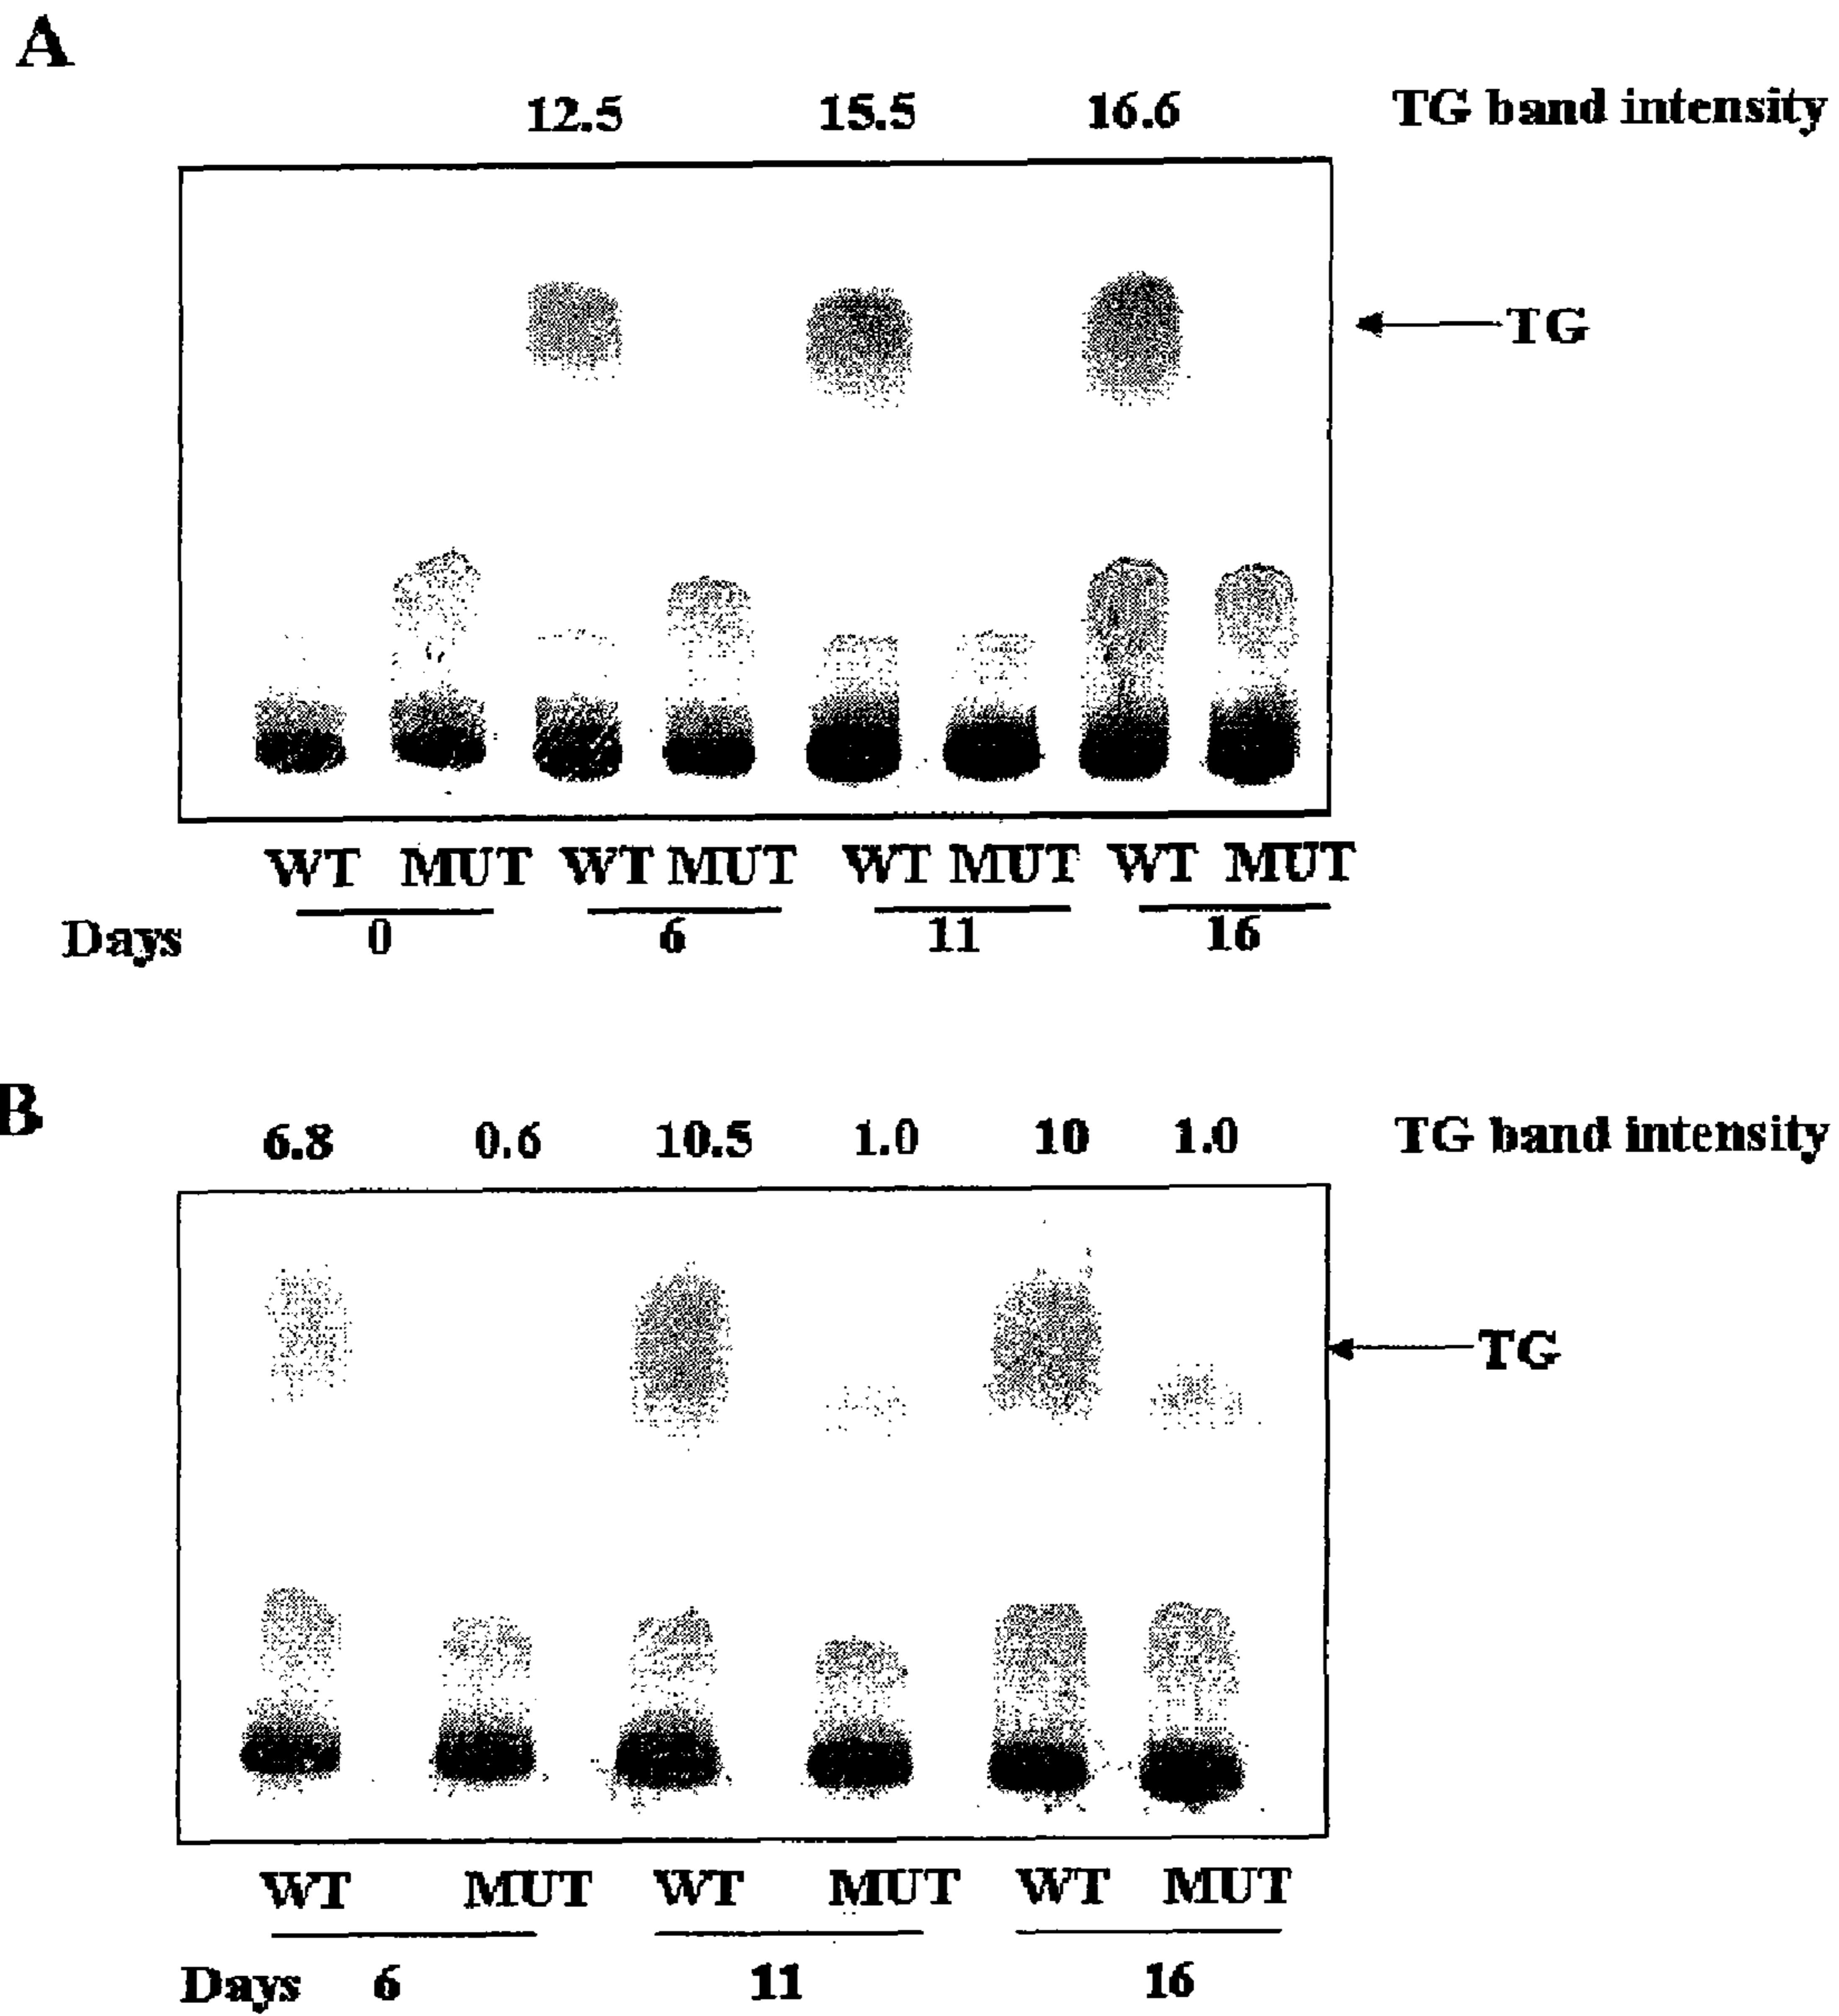 A
12.5 15.5 16.6 TG band intensity
TG
WT MUT WT MUT WT MUT WT MUT
Days 0 6 11 16
B
6.8 0.6 10.5 1.0 10 1.0 TG band intensity
TG
WT MUT WT MUT WT MUT
Days 6 11 16